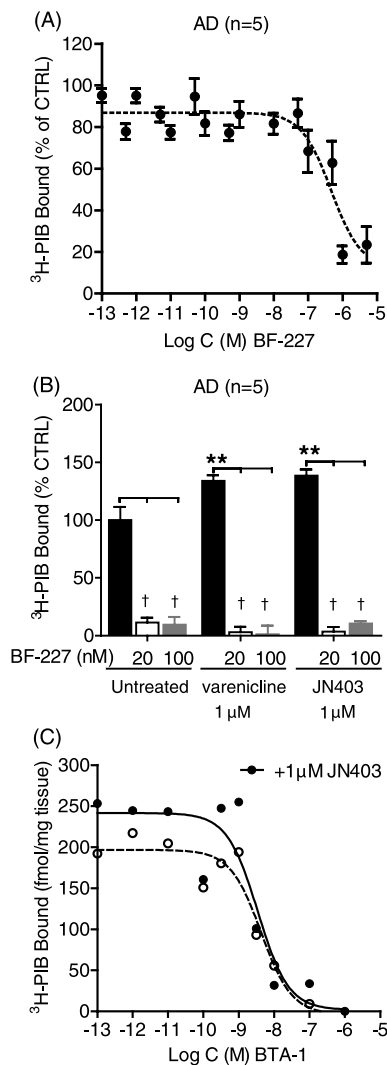 (A)
AD (n=5)
³H-PIB Bound (% of CTRL)
120
100
80
60
40
20
0
-13 -12 -11 -10 -9 -8 -7 -6 -5
Log C (M) BF-227
(B)
AD (n=5)
³H-PIB Bound (% CTRL)
200
150
100
50
0
** **
† † † † † †
BF-227 (nM) 20 100 20 100 20 100
Untreated varenicline JN403
1 µM 1 µM
(C)
+1µM JN403
³H-PIB Bound (fmol/mg tissue)
300
250
200
150
100
50
0
-13 -12 -11 -10 -9 -8 -7 -6 -5
Log C (M) BTA-1